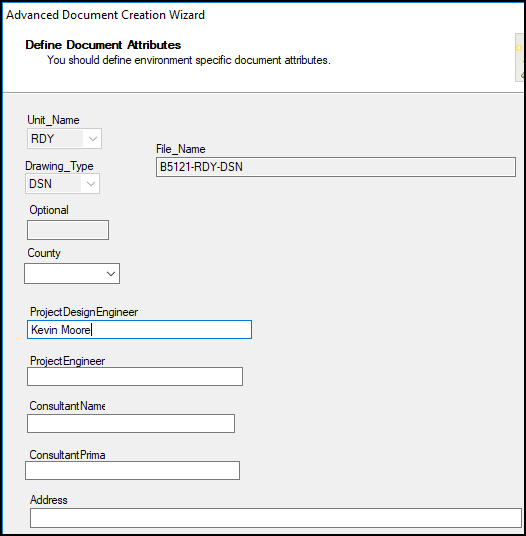 Advanced Document Creation Wizard
Define Document Attributes
You should define environment specific document attributes.
Unit_Name
RDY
File_Name
B5121-RDY-DSN
Drawing_Type
DSN
Optional
County
ProjectDesignEngineer
Kevin Moore
ProjectEngineer
ConsultantName
ConsultantPrima
Address